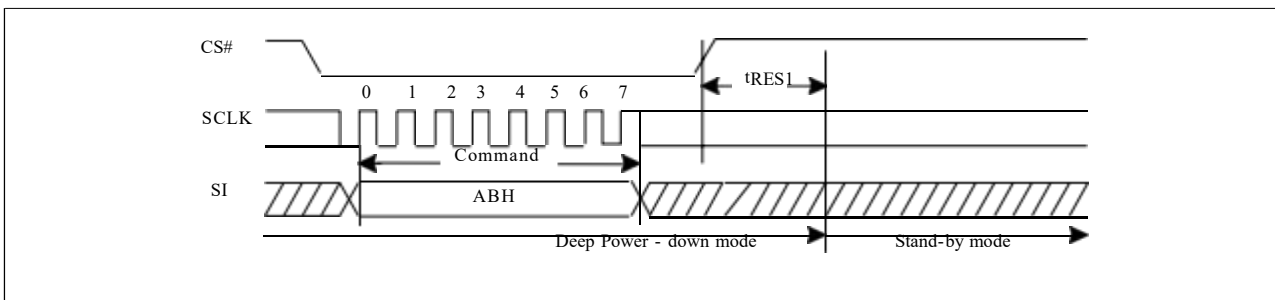 CS#
tRES1
0 1 2 3 4 5 6 7
SCLK
Command
SI
ABH
Deep Power - down mode Stand-by mode